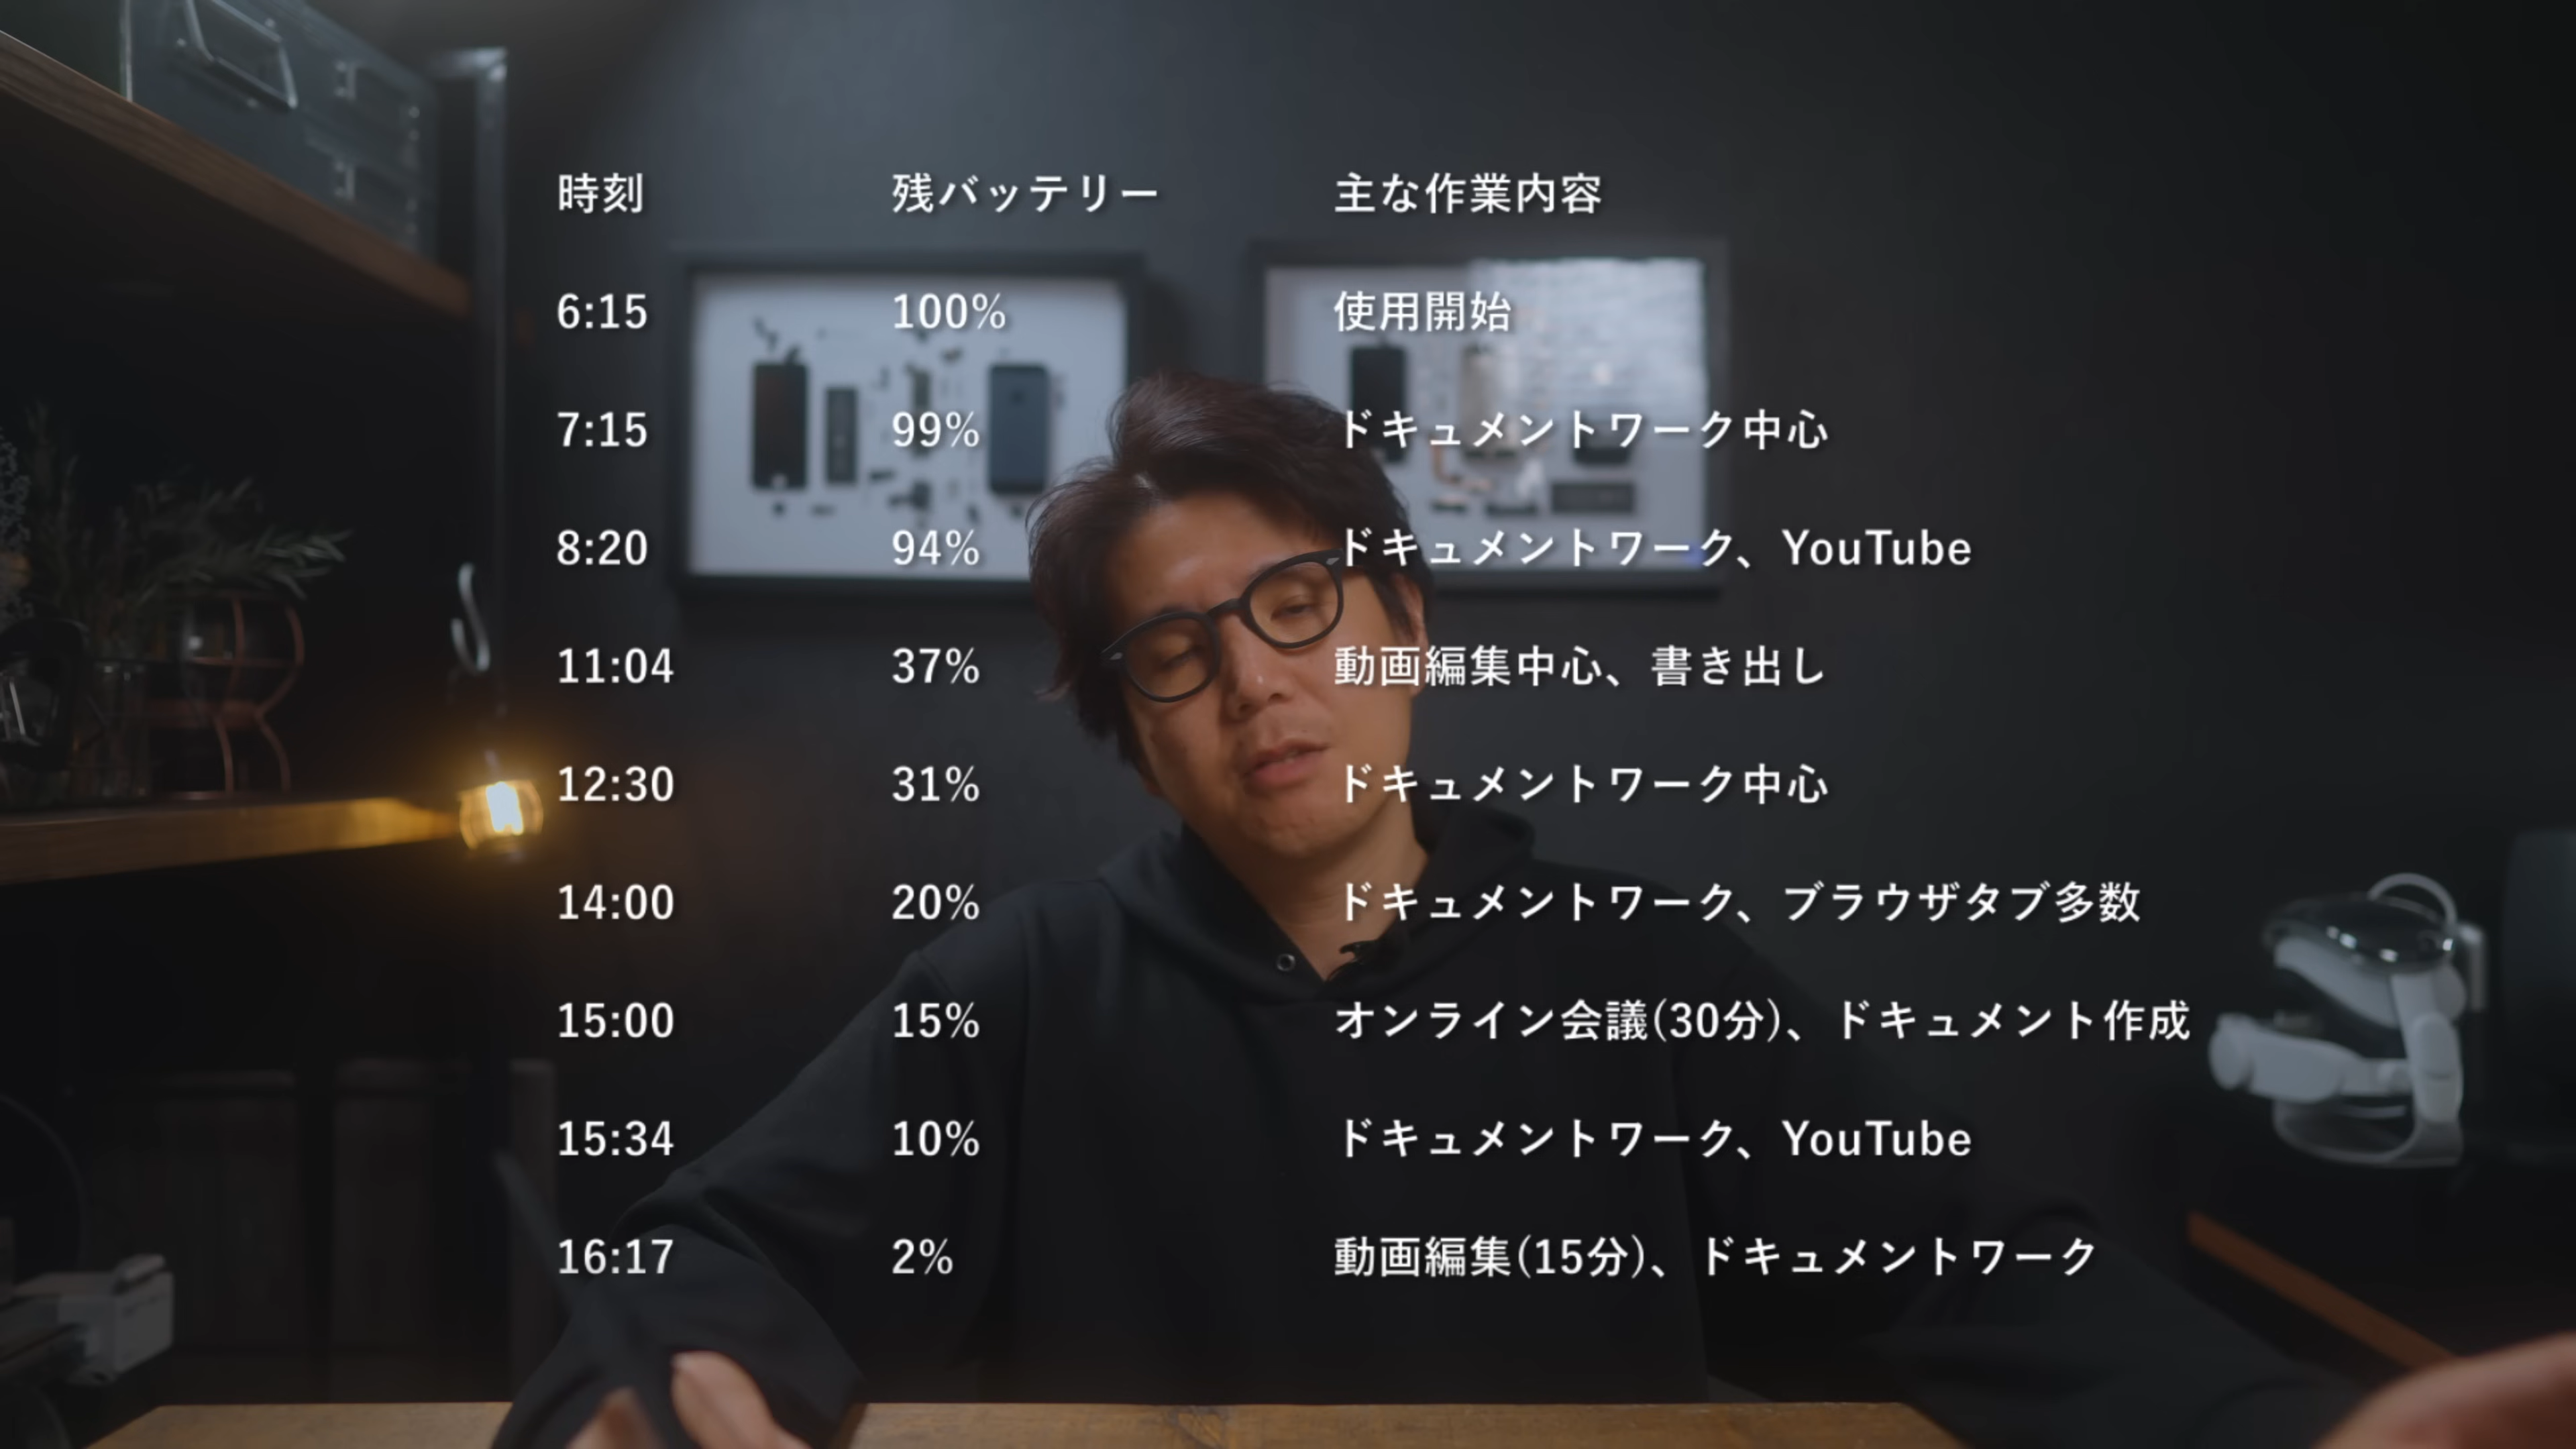 時刻 残バッテリー 主な作業内容
6:15 100% 使用開始
7:15 99% ドキュメントワーク中心
8:20 94% ドキュメントワーク、YouTube
11:04 37% 動画編集中心、書き出し
12:30 31% ドキュメントワーク中心
14:00 20% ドキュメントワーク、ブラウザタブ多数
15:00 15% オンライン会議(30分)、ドキュメント作成
15:34 10% ドキュメントワーク、YouTube
16:17 2% 動画編集(15分)、ドキュメントワーク